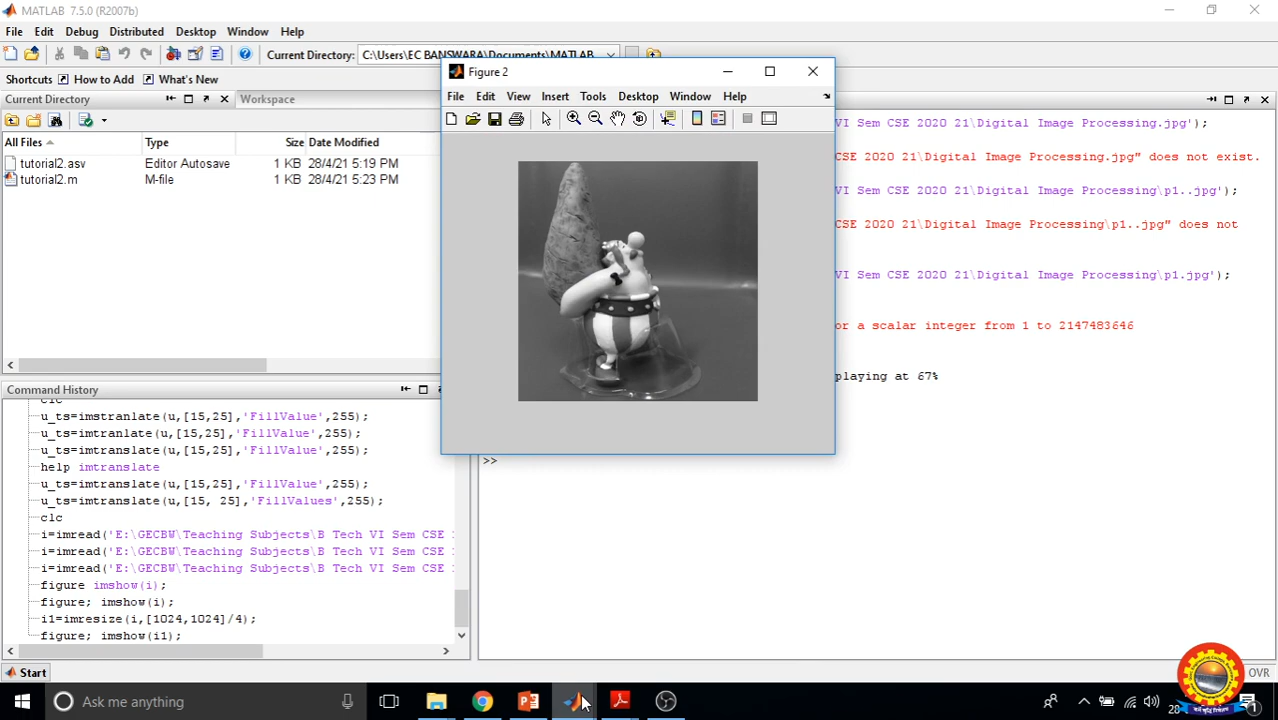 MATLAB 7.5.0 (R2007b)
File Edit Debug Distributed Desktop Window Help
Current Directory: C:\Users\EC BANSWARA\Documents\MATLAB
Shortcuts How to Add What's New
Current Directory Workspace
All Files Type Size Date Modified
tutorial2.asv Editor Autosave 1 KB 28/4/21 5:19 PM
tutorial2.m M-file 1 KB 28/4/21 5:23 PM
Figure 2
File Edit View Insert Tools Desktop Window Help
VI Sem CSE 2020 21\Digital Image Processing.jpg');
CSE 2020 21\Digital Image Processing.jpg" does not exist.
VI Sem CSE 2020 21\Digital Image Processing\p1..jpg');
CSE 2020 21\Digital Image Processing\p1..jpg" does not
VI Sem CSE 2020 21\Digital Image Processing\p1.jpg');
or a scalar integer from 1 to 2147483646
playing at 67%
>>
Command History
clc
u_ts=imstranlate(u,[15,25],'FillValue',255);
u_ts=imtranlate(u,[15,25],'FillValue',255);
u_ts=imtranslate(u,[15,25],'FillValue',255);
help imtranslate
u_ts=imtranslate(u,[15,25],'FillValue',255);
u_ts=imtranslate(u,[15, 25],'FillValues',255);
clc
i=imread('E:\GECBW\Teaching Subjects\B Tech VI Sem CSE
i=imread('E:\GECBW\Teaching Subjects\B Tech VI Sem CSE
i=imread('E:\GECBW\Teaching Subjects\B Tech VI Sem CSE
figure imshow(i);
figure; imshow(i);
i1=imresize(i,[1024,1024]/4);
figure; imshow(i1);
Start
OVR
Ask me anything